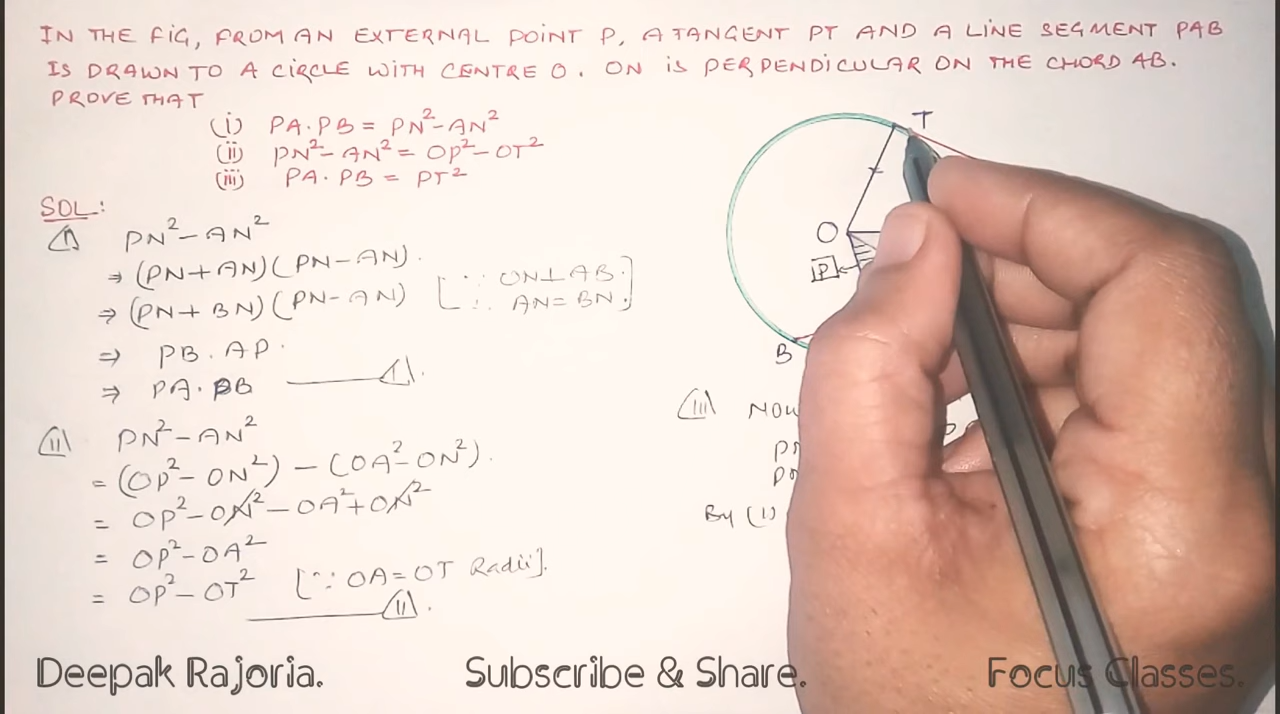 IN THE FIG, FROM AN EXTERNAL POINT P, A TANGENT PT AND A LINE SEGMENT PAB
IS DRAWN TO A CIRCLE WITH CENTRE O. ON IS PERPENDICULAR ON THE CHORD AB.
PROVE THAT
(i) PA·PB = PN²-AN²
(ii) PN²-AN² = OP²-OT²
(iii) PA·PB = PT²
SOL:
(I) PN²-AN²
⇒ (PN+AN)(PN-AN).
⇒ (PN+BN)(PN-AN) [∵ ON⊥AB. ∴ AN=BN.]
⇒ PB·AP.
⇒ PA·PB —— (I).
(II) PN²-AN²
= (OP²-ON²) - (OA²-ON²).
= OP²-ON²-OA²+ON²
= OP²-OA²
= OP²-OT² [∵ OA=OT Radii].
—— (II).
T
O
P
B
(III) NOW
By (1)
Deepak Rajoria. Subscribe & Share. Focus Classes.